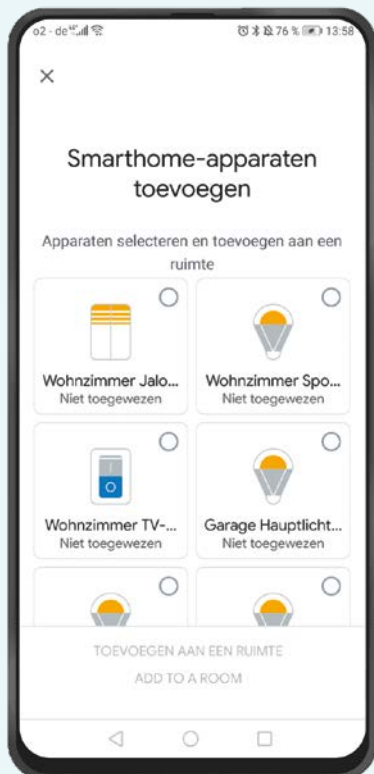 o2 - de
76 % 13:58
Smarthome-apparaten
toevoegen
Apparaten selecteren en toevoegen aan een
ruimte
Wohnzimmer Jalo...
Niet toegewezen
Wohnzimmer Spo...
Niet toegewezen
Wohnzimmer TV-...
Niet toegewezen
Garage Hauptlicht...
Niet toegewezen
TOEVOEGEN AAN EEN RUIMTE
ADD TO A ROOM